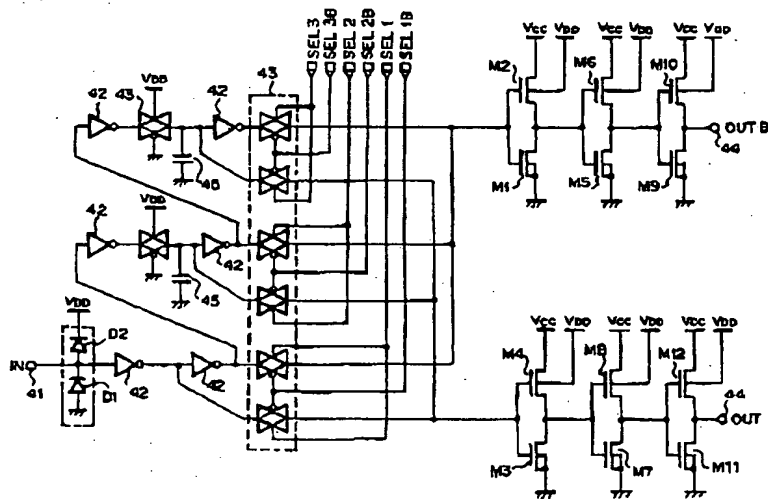 SEL 3
SEL 3B
SEL 2
SEL 2B
SEL 1
SEL 1B
VCC VDD
VCC VDD
VCC VDD
M2
M6
M10
42
43
VDD
42
43
OUT B
44
46
M1
M5
M9
42
VDD
42
45
VCC VDD
VCC VDD
VCC VDD
VDD
D2
M4
M8
M12
44
IN
41
42
42
OUT
D1
M3
M7
M11